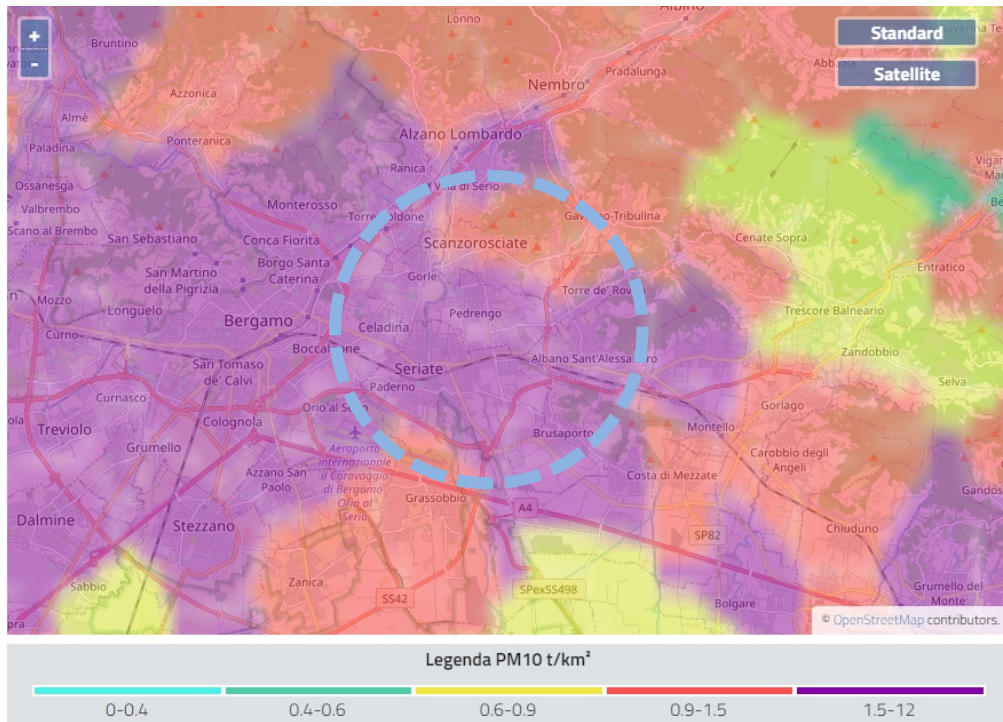 Bruntino
Lonno
Albino
+
-
Standard
Satellite
Abbazia
Pradalunga
Nembro
Azzonica
Almè
Paladina
Ponteranica
Alzano Lombardo
Ranica
Ossanesga
Valbrembo
Scano al Brembo
Monterosso
Gavarno-Tribulina
San Sebastiano
Conca Fiorita
Scanzorosciate
Cenate Sopra
San Martino
della Pigrizia
Borgo Santa
Caterina
Gorle
Entratico
Mozzo
Longuelo
Pedrengo
Trescore Balneario
Curno
Bergamo
Celadina
Boccaleone
Zandobbio
San Tomaso
de' Calvi
Seriate
Albano Sant'Alessandro
Selva
Curnasco
Paderno
Orio al Serio
Gorlago
Treviolo
Colognola
Brusaporto
Montello
Grumello
Aeroporto
internazionale
il Caravaggio
di Bergamo
Orio al
Serio
Carobbio degli
Angeli
Azzano San
Paolo
Costa di Mezzate
Grassobbio
Dalmine
Stezzano
A4
SP82
Chiuduno
Sabbio
Zanica
SS42
SPexSS498
Bolgare
Grumello del
Monte
© OpenStreetMap contributors.
Legenda PM10 t/km²
0-0.4 0.4-0.6 0.6-0.9 0.9-1.5 1.5-12